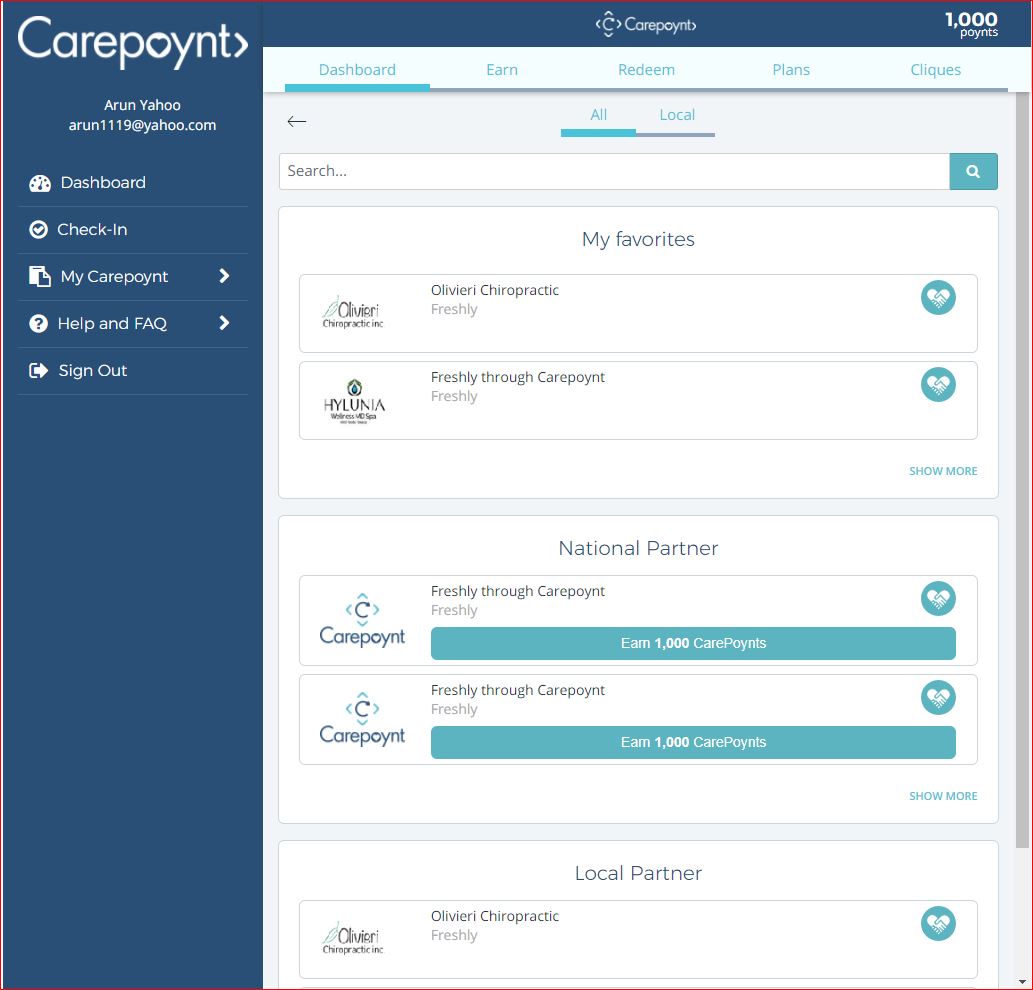 Carepoynt
Arun Yahoo
arun1119@yahoo.com
Dashboard
Check-In
My Carepoynt
Help and FAQ
Sign Out
Carepoynt
1,000
poynts
Dashboard Earn Redeem Plans Cliques
All Local
Search...
My favorites
Olivieri
Chiropractic inc
Olivieri Chiropractic
Freshly
HYLUNIA
Wellness MD Spa
Freshly through Carepoynt
Freshly
SHOW MORE
National Partner
Carepoynt
Freshly through Carepoynt
Freshly
Earn 1,000 CarePoynts
Carepoynt
Freshly through Carepoynt
Freshly
Earn 1,000 CarePoynts
SHOW MORE
Local Partner
Olivieri
Chiropractic inc
Olivieri Chiropractic
Freshly